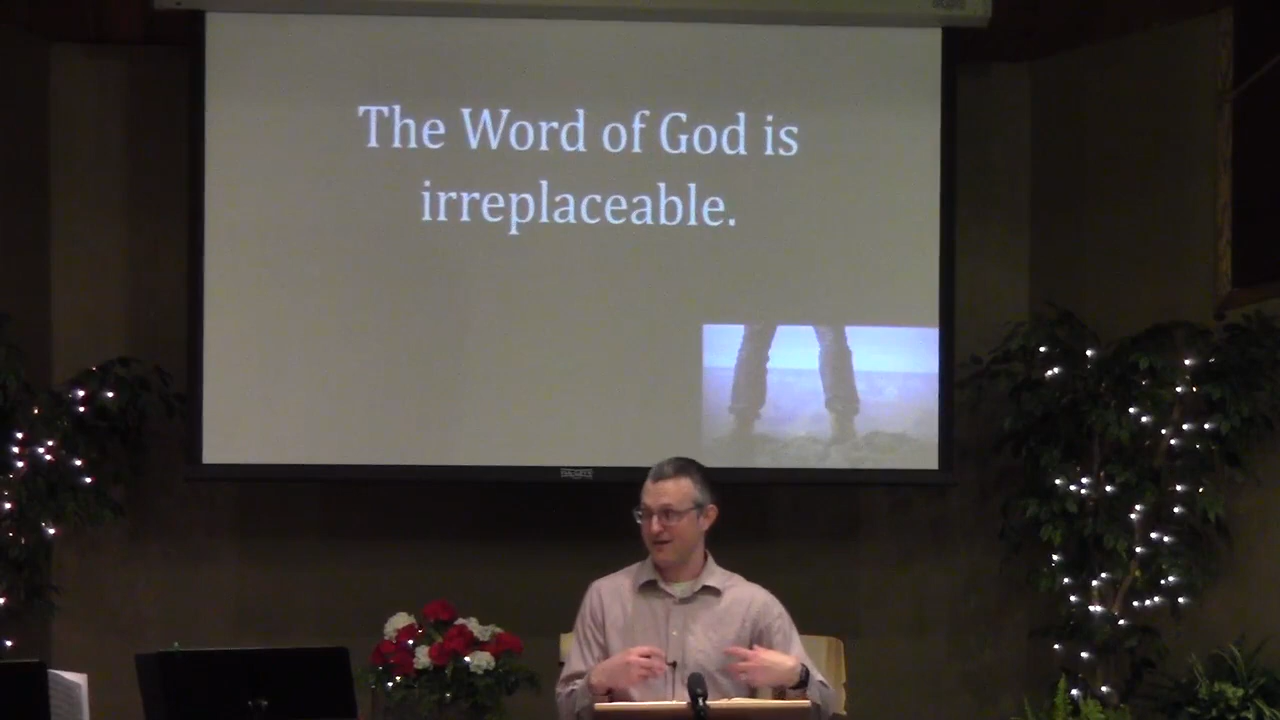 The Word of God is
irreplaceable.